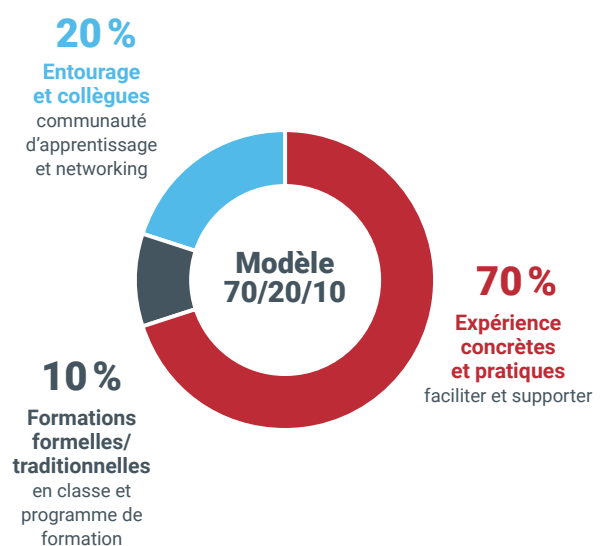 20 %
Entourage
et collègues
communauté
d’apprentissage
et networking
Modèle
70/20/10
70 %
Expérience
concrètes
et pratiques
faciliter et supporter
10 %
Formations
formelles/
traditionnelles
en classe et
programme de
formation